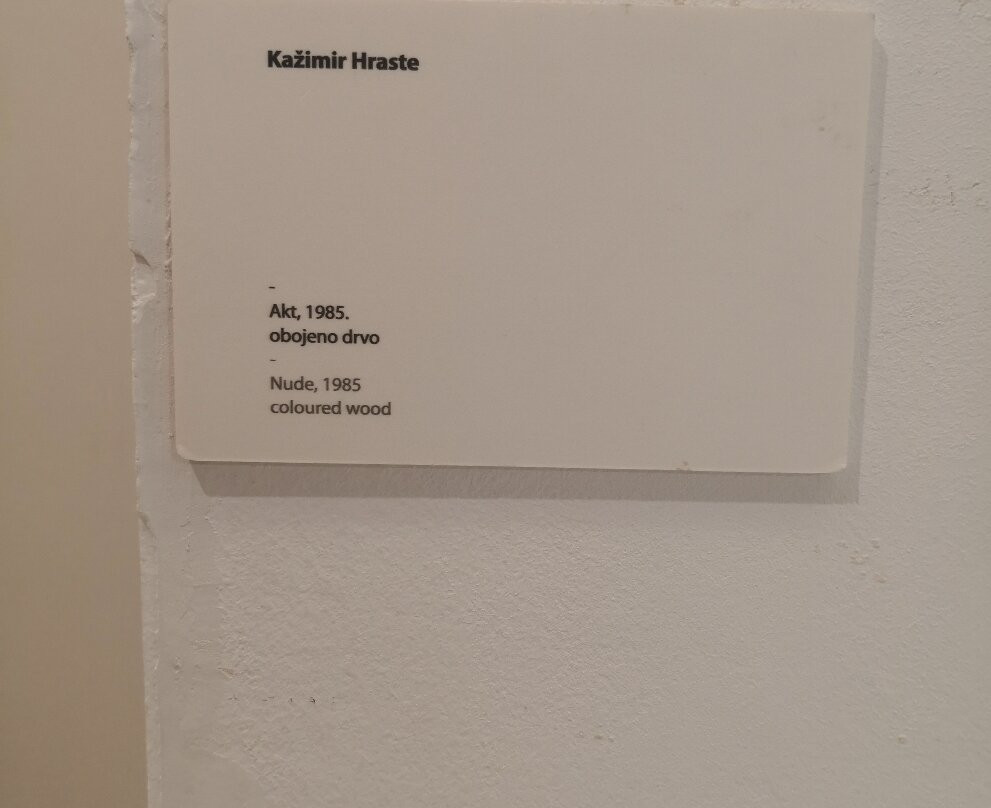 Kažimir Hraste
-
Akt, 1985.
obojeno drvo
-
Nude, 1985
coloured wood